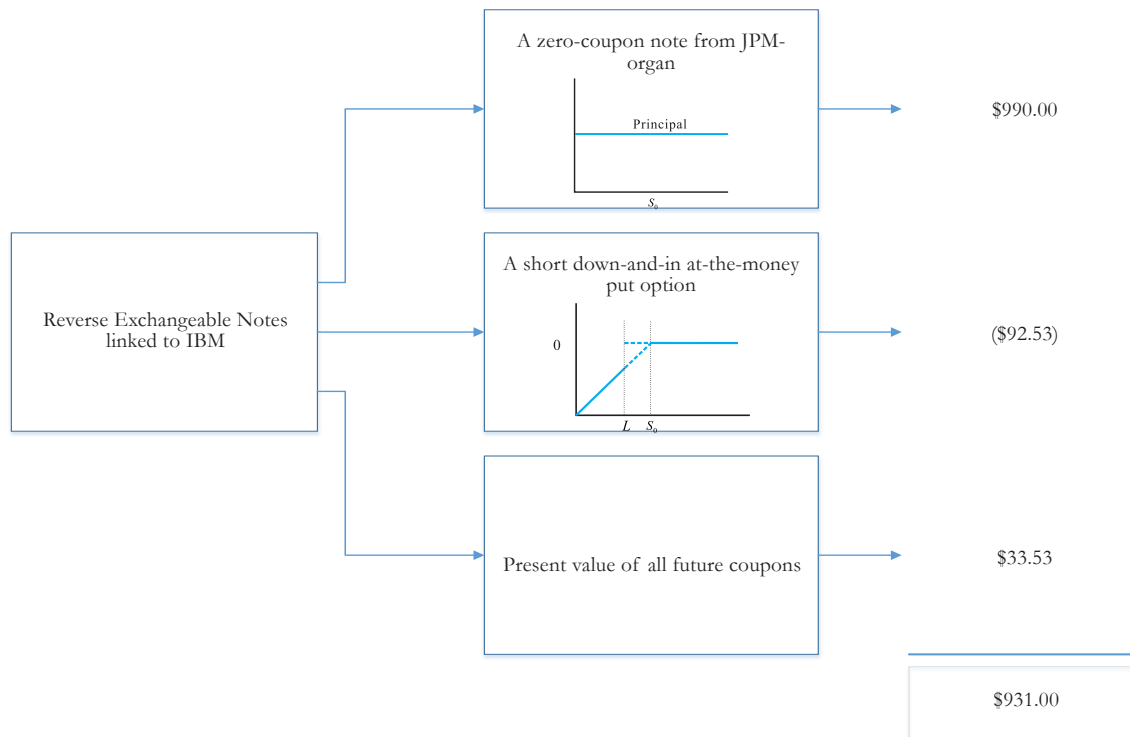 A zero-coupon note from JPM-
organ
Principal
S₀
$990.00
Reverse Exchangeable Notes
linked to IBM
A short down-and-in at-the-money
put option
0
L S₀
($92.53)
Present value of all future coupons
$33.53
$931.00